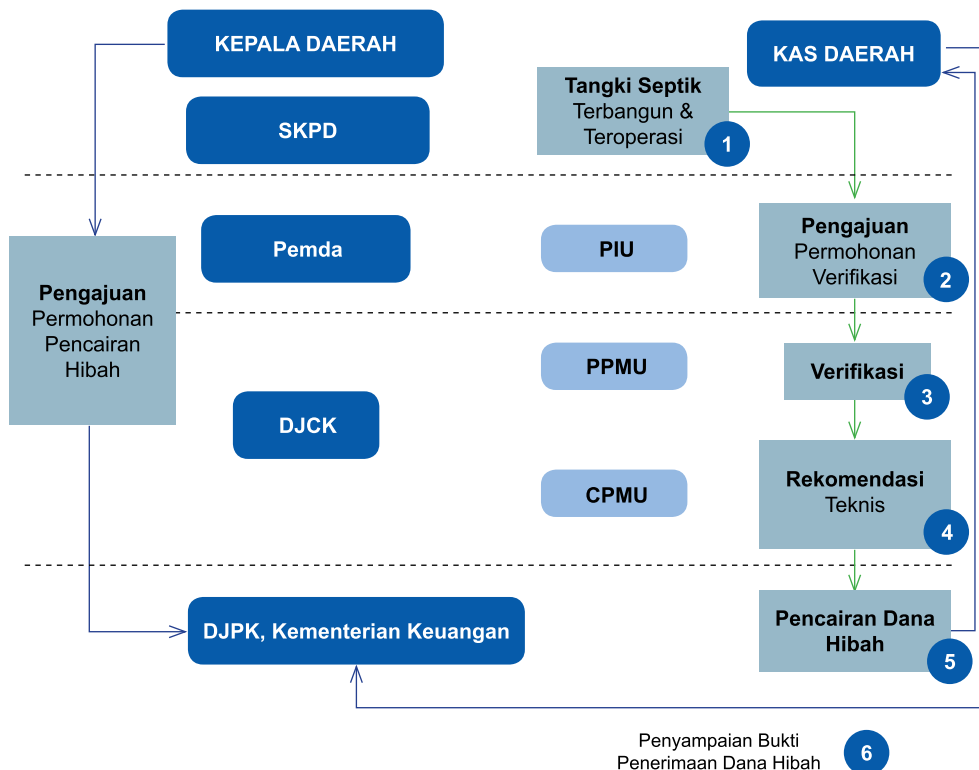 KEPALA DAERAH
KAS DAERAH
Tangki Septik
Terbangun &
Teroperasi
1
SKPD
Pemda
PIU
Pengajuan
Permohonan
Verifikasi
2
Pengajuan
Permohonan
Pencairan
Hibah
PPMU
Verifikasi
3
DJCK
CPMU
Rekomendasi
Teknis
4
DJPK, Kementerian Keuangan
Pencairan Dana
Hibah
5
Penyampaian Bukti
Penerimaan Dana Hibah
6